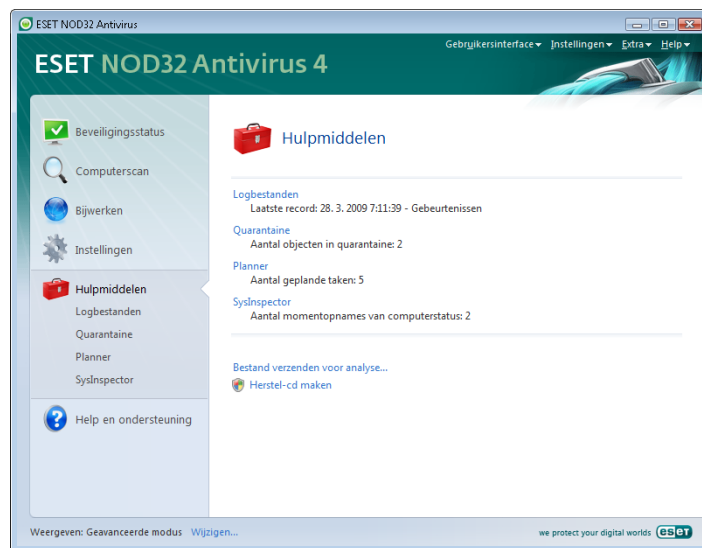 ESET NOD32 Antivirus
Gebruikersinterface Instellingen Extra Help
ESET NOD32 Antivirus 4
Beveiligingsstatus
Computerscan
Bijwerken
Instellingen
Hulpmiddelen
Logbestanden
Quarantaine
Planner
SysInspector
Help en ondersteuning
Hulpmiddelen
Logbestanden
Laatste record: 28. 3. 2009 7:11:39 - Gebeurtenissen
Quarantaine
Aantal objecten in quarantaine: 2
Planner
Aantal geplande taken: 5
SysInspector
Aantal momentopnames van computerstatus: 2
Bestand verzenden voor analyse...
Herstel-cd maken
Weergeven: Geavanceerde modus Wijzigen...
we protect your digital worlds eseT